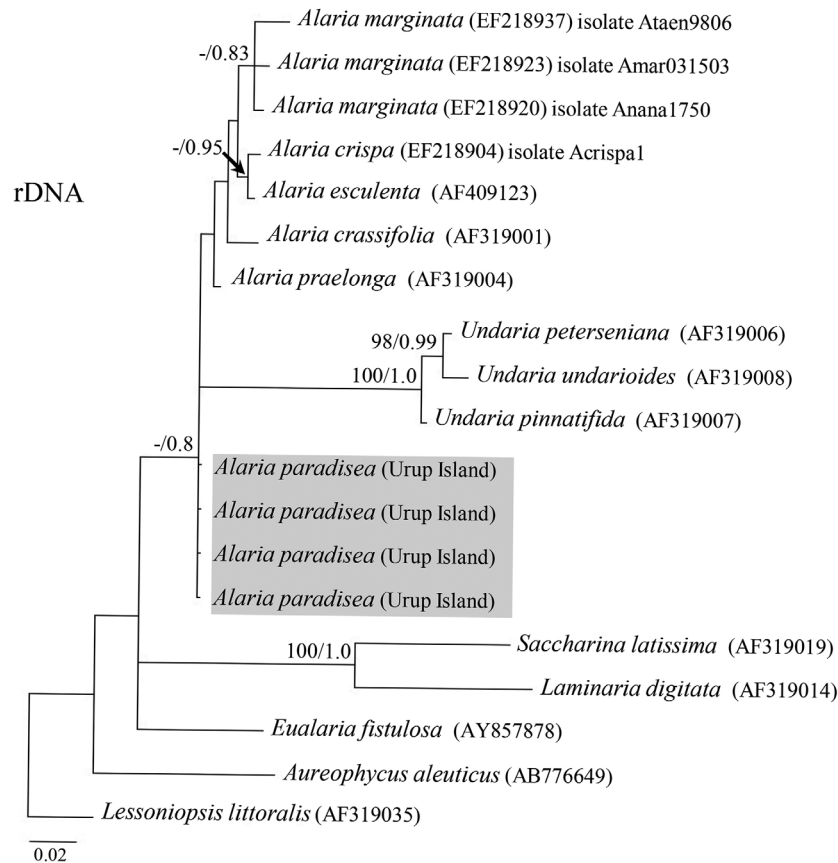 Alaria marginata (EF218937) isolate Ataen9806
-/0.83
Alaria marginata (EF218923) isolate Amar031503
Alaria marginata (EF218920) isolate Anana1750
-/0.95
Alaria crispa (EF218904) isolate Acrispa1
rDNA
Alaria esculenta (AF409123)
Alaria crassifolia (AF319001)
Alaria praelonga (AF319004)
Undaria peterseniana (AF319006)
98/0.99
Undaria undarioides (AF319008)
100/1.0
Undaria pinnatifida (AF319007)
-/0.8
Alaria paradisea (Urup Island)
Alaria paradisea (Urup Island)
Alaria paradisea (Urup Island)
Alaria paradisea (Urup Island)
Saccharina latissima (AF319019)
100/1.0
Laminaria digitata (AF319014)
Eualaria fistulosa (AY857878)
Aureophycus aleuticus (AB776649)
Lessoniopsis littoralis (AF319035)
0.02